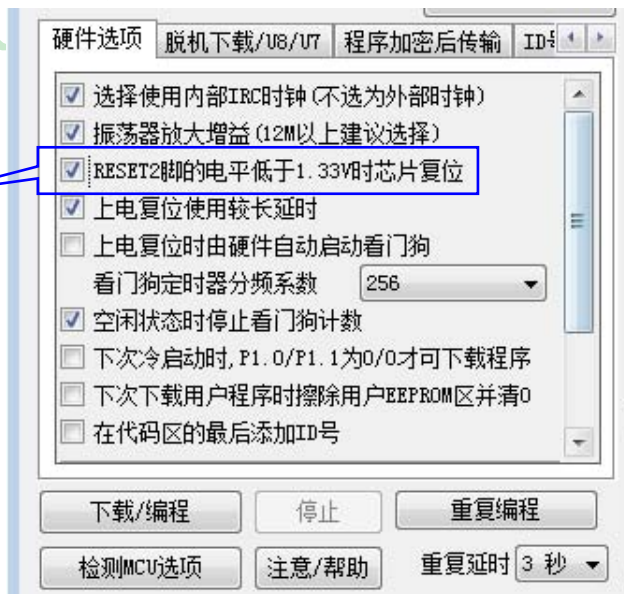 硬件选项 脱机下载/U8/U7 程序加密后传输 ID
选择使用内部IRC时钟(不选为外部时钟)
振荡器放大增益(12M以上建议选择)
RESET2脚的电平低于1.33V时芯片复位
上电复位使用较长延时
上电复位时由硬件自动启动看门狗
看门狗定时器分频系数 256
空闲状态时停止看门狗计数
下次冷启动时,P1.0/P1.1为0/0才可下载程序
下次下载用户程序时擦除用户EEPROM区并清0
在代码区的最后添加ID号
下载/编程 停止 重复编程
检测MCU选项 注意/帮助 重复延时 3 秒